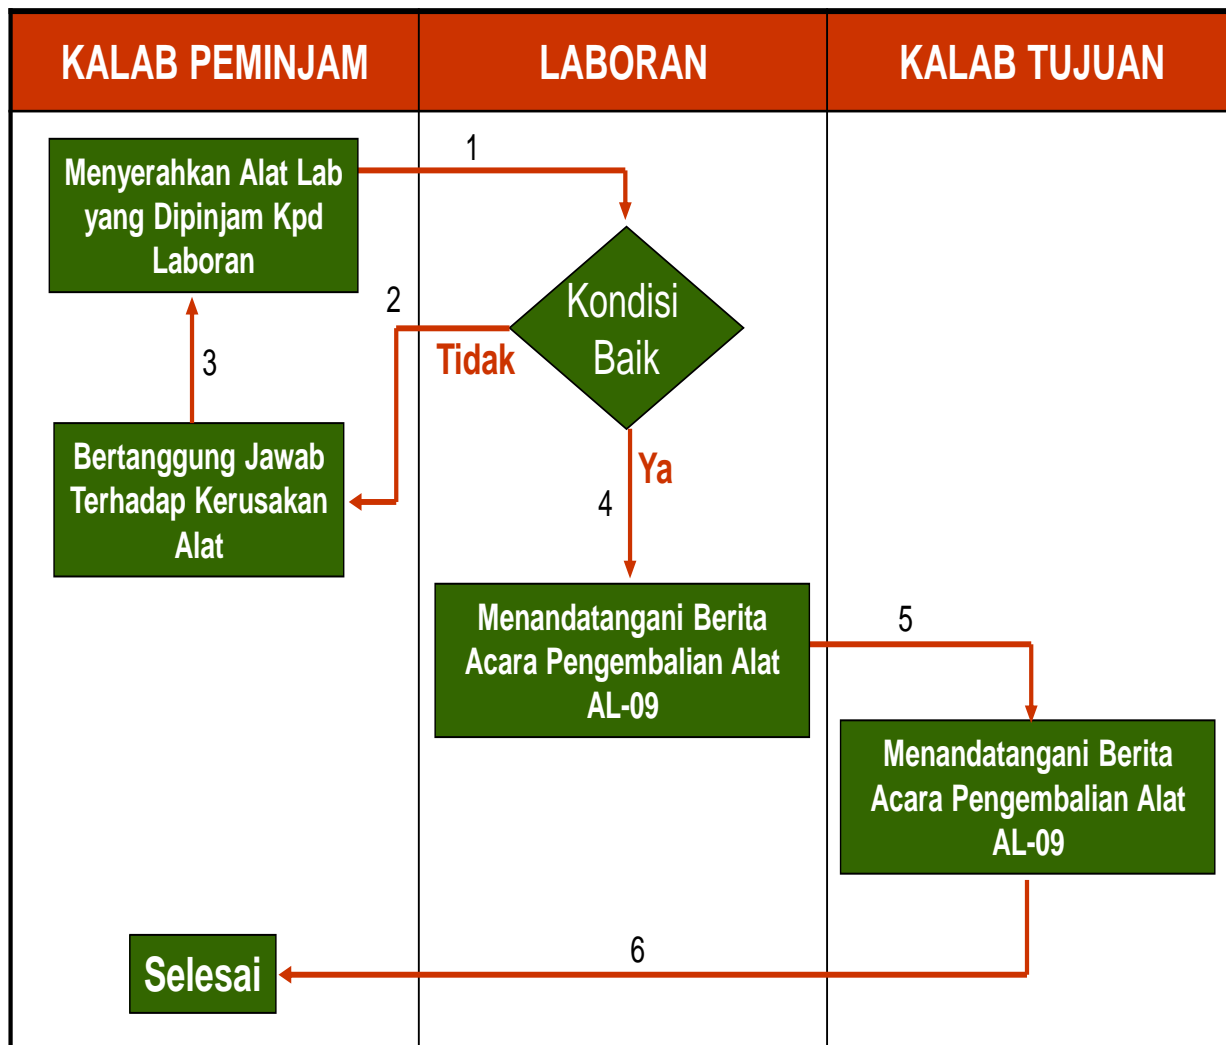 KALAB PEMINJAM
LABORAN
KALAB TUJUAN
Menyerahkan Alat Lab
yang Dipinjam Kpd
Laboran
1
Kondisi
Baik
2
Tidak
3
Bertanggung Jawab
Terhadap Kerusakan
Alat
Ya
4
Menandatangani Berita
Acara Pengembalian Alat
AL-09
5
Menandatangani Berita
Acara Pengembalian Alat
AL-09
6
Selesai